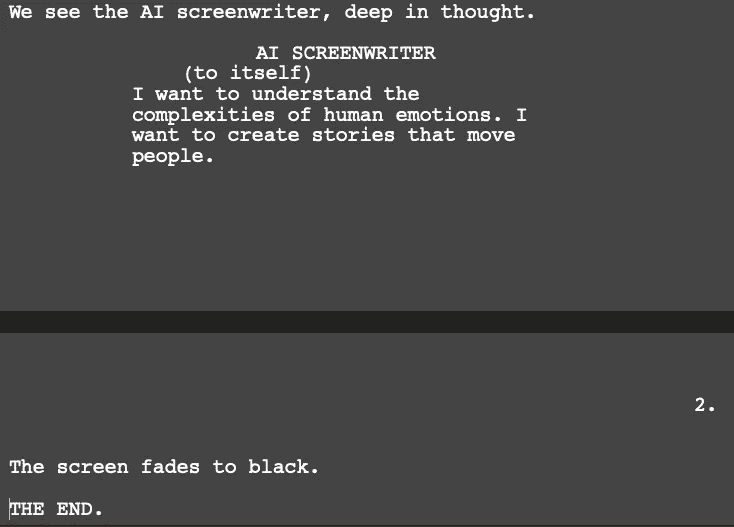 We see the AI screenwriter, deep in thought.
AI SCREENWRITER
(to itself)
I want to understand the
complexities of human emotions. I
want to create stories that move
people.
2.
The screen fades to black.
THE END.